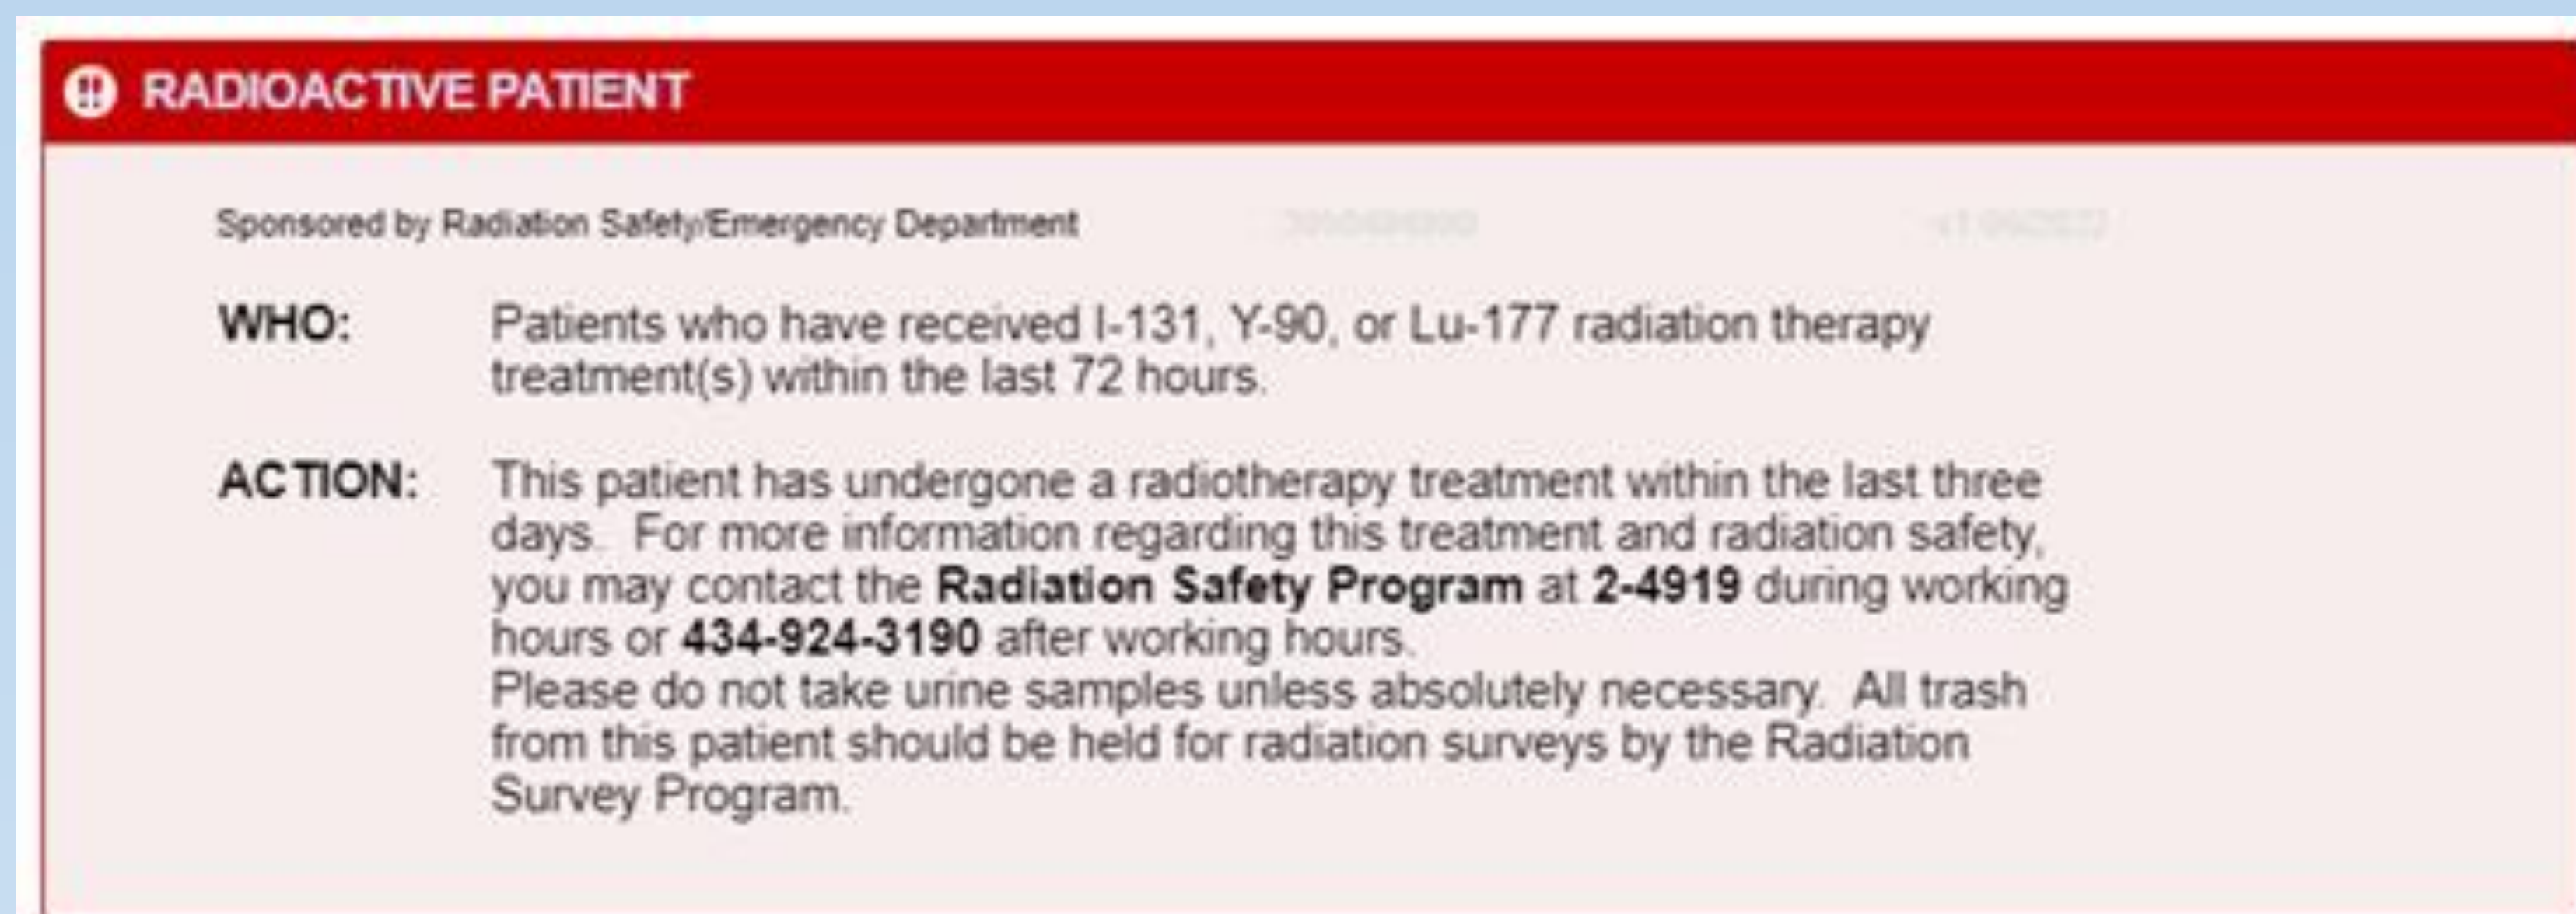 RADIOACTIVE PATIENT
Sponsored by Radiation Safety/Emergency Department
WHO: Patients who have received I-131, Y-90, or Lu-177 radiation therapy
treatment(s) within the last 72 hours.
ACTION: This patient has undergone a radiotherapy treatment within the last three
days. For more information regarding this treatment and radiation safety,
you may contact the Radiation Safety Program at 2-4919 during working
hours or 434-924-3190 after working hours.
Please do not take urine samples unless absolutely necessary. All trash
from this patient should be held for radiation surveys by the Radiation
Survey Program.